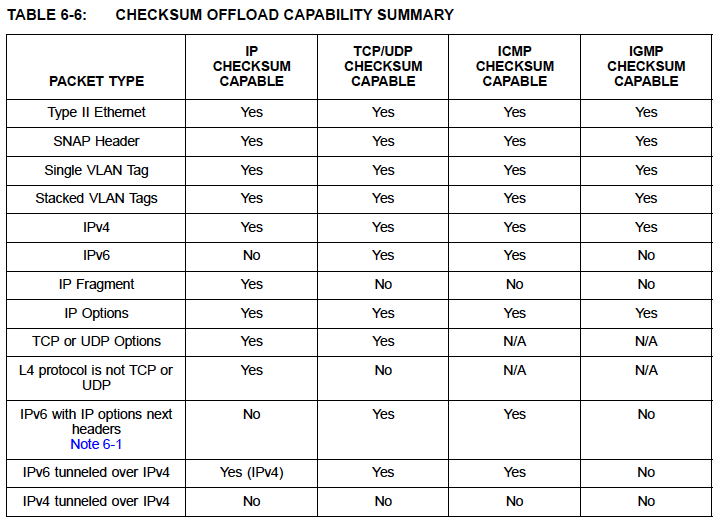 TABLE 6-6: CHECKSUM OFFLOAD CAPABILITY SUMMARY
PACKET TYPE IP CHECKSUM CAPABLE TCP/UDP CHECKSUM CAPABLE ICMP CHECKSUM CAPABLE IGMP CHECKSUM CAPABLE
Type II Ethernet Yes Yes Yes Yes
SNAP Header Yes Yes Yes Yes
Single VLAN Tag Yes Yes Yes Yes
Stacked VLAN Tags Yes Yes Yes Yes
IPv4 Yes Yes Yes Yes
IPv6 No Yes Yes No
IP Fragment Yes No No No
IP Options Yes Yes Yes Yes
TCP or UDP Options Yes Yes N/A N/A
L4 protocol is not TCP or UDP Yes No N/A N/A
IPv6 with IP options next headers Note 6-1 No Yes Yes No
IPv6 tunneled over IPv4 Yes (IPv4) Yes Yes No
IPv4 tunneled over IPv4 No No No No